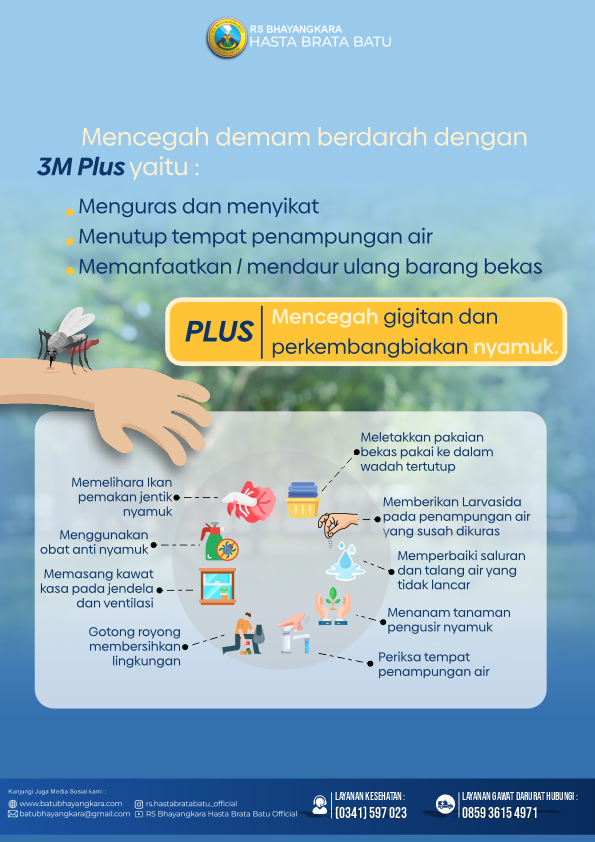 RS BHAYANGKARA
HASTA BRATA BATU
Mencegah demam berdarah dengan
3M Plus yaitu :
Menguras dan menyikat
Menutup tempat penampungan air
Memanfaatkan / mendaur ulang barang bekas
PLUS
Mencegah gigitan dan
perkembangbiakan nyamuk.
Meletakkan pakaian
bekas pakai ke dalam
wadah tertutup
Memelihara Ikan
pemakan jentik
nyamuk
Memberikan Larvasida
pada penampungan air
yang susah dikuras
Menggunakan
obat anti nyamuk
Memperbaiki saluran
dan talang air yang
tidak lancar
Memasang kawat
kasa pada jendela
dan ventilasi
Menanam tanaman
pengusir nyamuk
Gotong royong
membersihkan
lingkungan
Periksa tempat
penampungan air
Kunjungi Juga Media Sosial kami :
www.batubhayangkara.com
rs.hastabratabatu_official
batubhayangkara@gmail.com
RS Bhayangkara Hasta Brata Batu Official
LAYANAN KESEHATAN :
(0341) 597 023
LAYANAN GAWAT DARURAT HUBUNGI :
0859 3615 4971